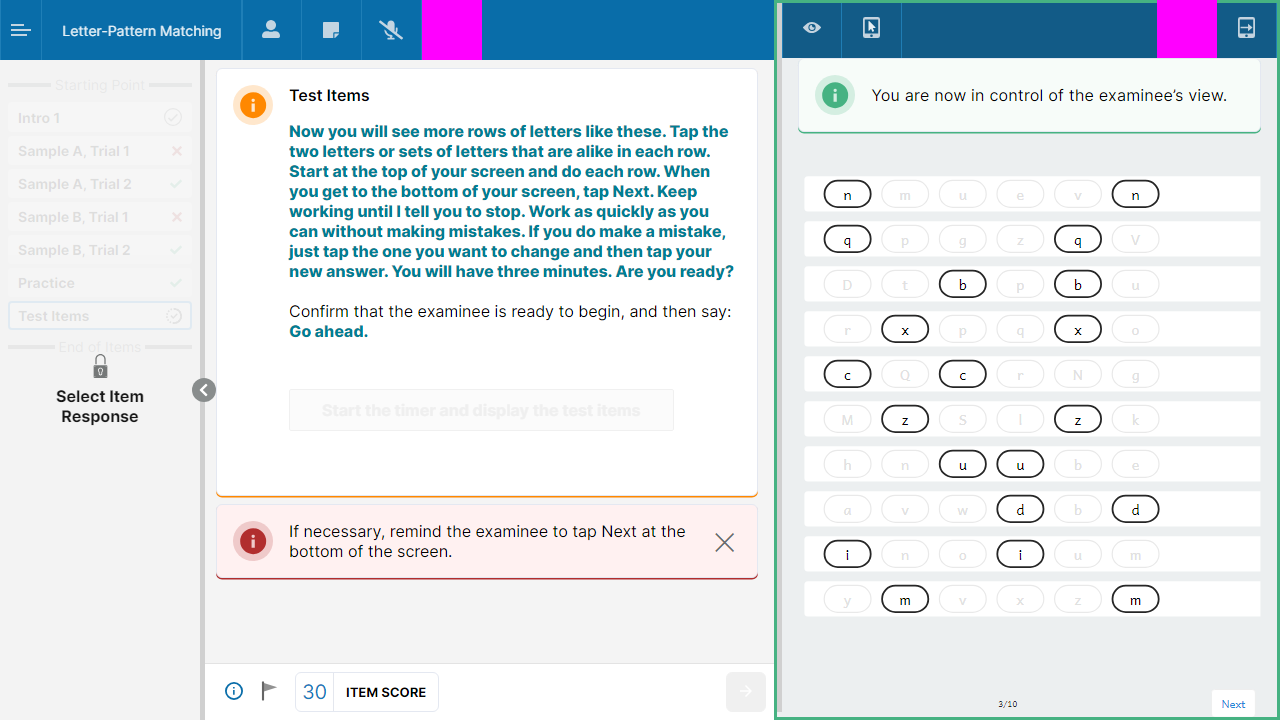 Letter-Pattern Matching
Starting Point
Intro 1
Sample A, Trial 1
Sample A, Trial 2
Sample B, Trial 1
Sample B, Trial 2
Practice
Test Items
End of Items
Select Item
Response
Test Items
Now you will see more rows of letters like these. Tap the
two letters or sets of letters that are alike in each row.
Start at the top of your screen and do each row. When
you get to the bottom of your screen, tap Next. Keep
working until I tell you to stop. Work as quickly as you
can without making mistakes. If you do make a mistake,
just tap the one you want to change and then tap your
new answer. You will have three minutes. Are you ready?
Confirm that the examinee is ready to begin, and then say:
Go ahead.
Start the timer and display the test items
If necessary, remind the examinee to tap Next at the
bottom of the screen.
30 ITEM SCORE
You are now in control of the examinee's view.
n m u e v n
q p g z q V
D t b p b u
r x p q x o
c Q c r N g
M z S l z k
h n u u b e
a v w d b d
i n o i u m
y m v x z m
3/10
Next